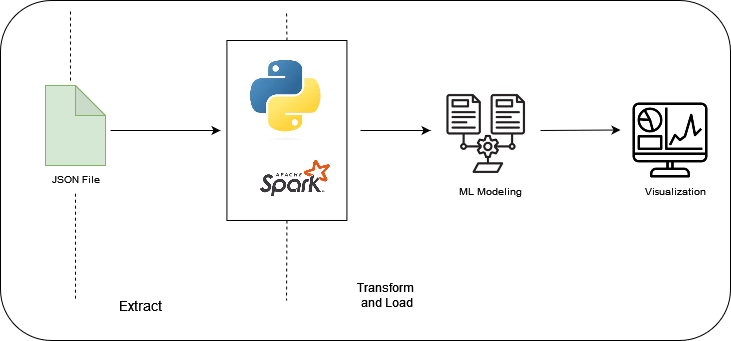 APACHE
Spark
JSON File
ML Modeling
Visualization
Extract
Transform
and Load